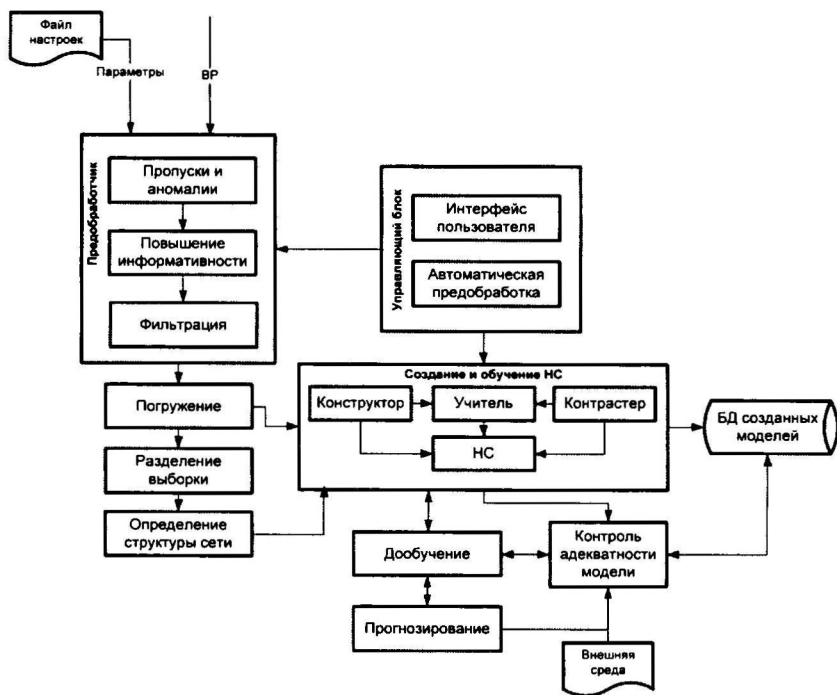 Файл
настроек
Параметры
ВР
Предобработчик
Пропуски и
аномалии
Повышение
информативности
Фильтрация
Управляющий блок
Интерфейс
пользователя
Автоматическая
предобработка
Погружение
Разделение
выборки
Определение
структуры сети
Создание и обучение НС
Конструктор
Учитель
Контрастер
НС
БД созданных
моделей
Дообучение
Контроль
адекватности
модели
Прогнозирование
Внешняя
среда